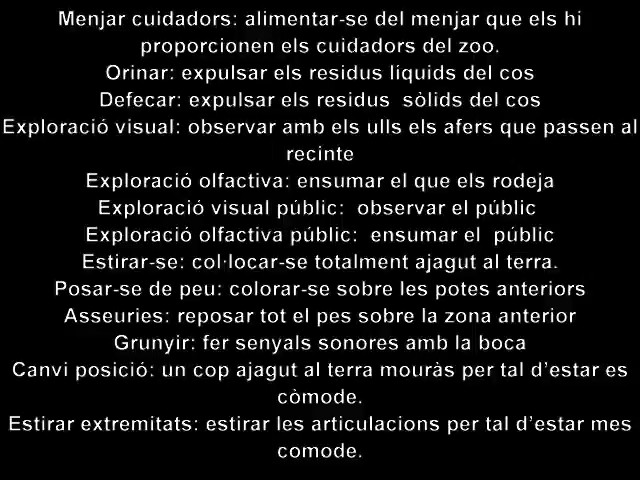 Menjar cuidadors: alimentar-se del menjar que els hi
proporcionen els cuidadors del zoo.
Orinar: expulsar els residus líquids del cos
Defecar: expulsar els residus  sòlids del cos
Exploració visual: observar amb els ulls els afers que passen al
recinte
Exploració olfactiva: ensumar el que els rodeja
Exploració visual públic:  observar el públic
Exploració olfactiva públic:  ensumar el  públic
Estirar-se: col·locar-se totalment ajagut al terra.
Posar-se de peu: colorar-se sobre les potes anteriors
Asseuries: reposar tot el pes sobre la zona anterior
Grunyir: fer senyals sonores amb la boca
Canvi posició: un cop ajagut al terra mouràs per tal d’estar es
còmode.
Estirar extremitats: estirar les articulacions per tal d’estar mes
comode.